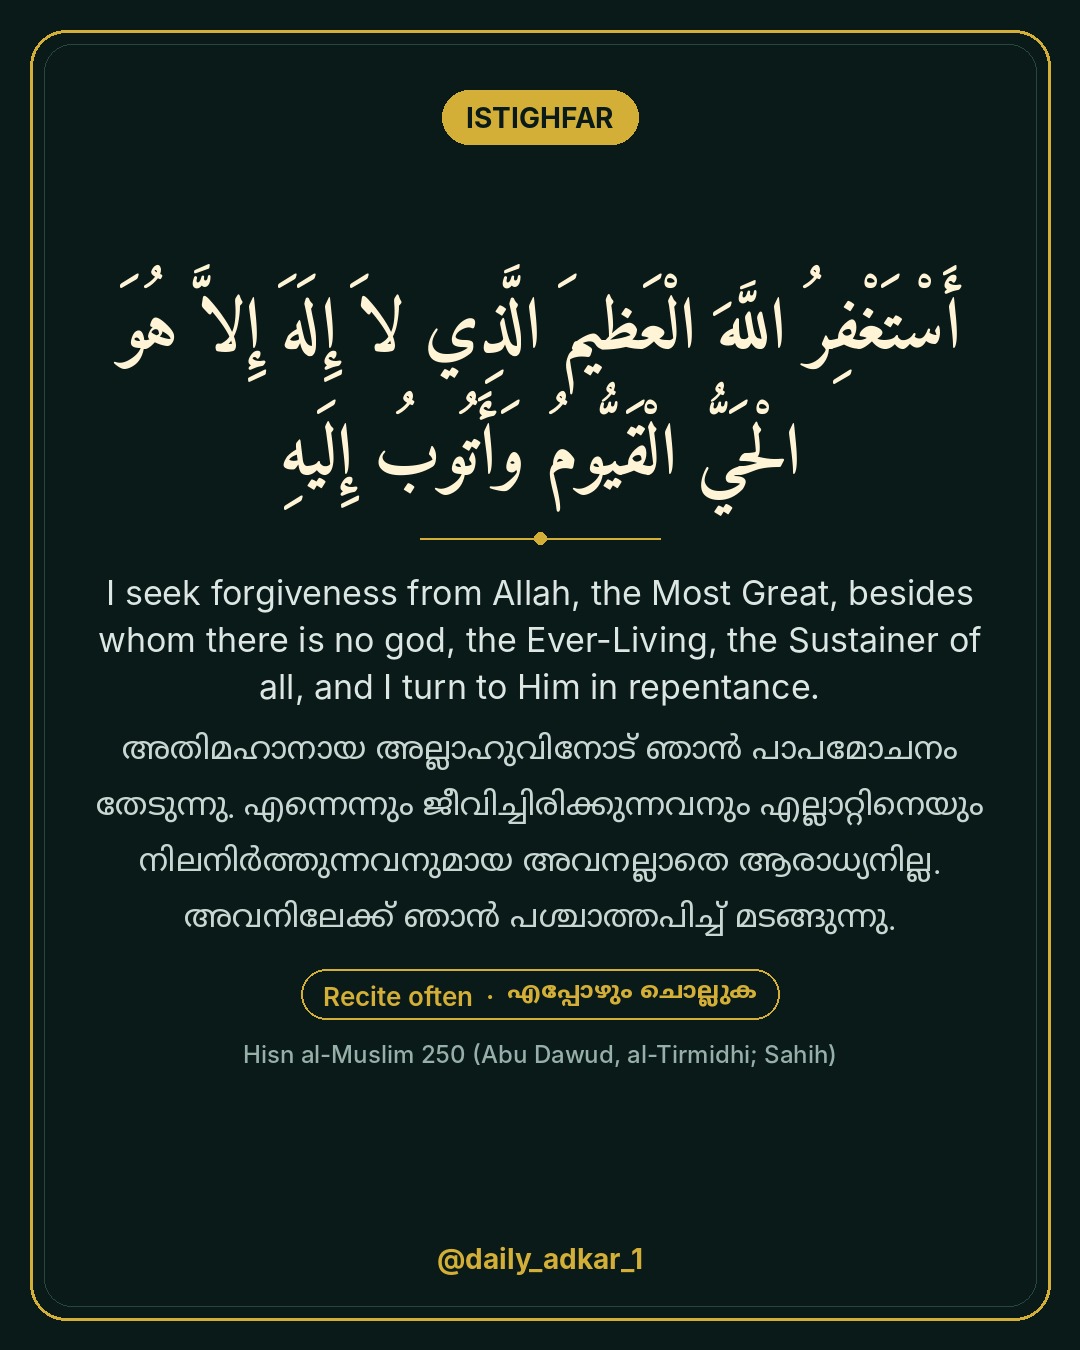 ISTIGHFAR
أَسْتَغْفِرُ اللَّهَ الْعَظِيمَ الَّذِي لاَ إِلَهَ إِلاَّ هُوَ
الْحَيُّ الْقَيُّومُ وَأَتُوبُ إِلَيهِ
I seek forgiveness from Allah, the Most Great, besides
whom there is no god, the Ever-Living, the Sustainer of
all, and I turn to Him in repentance.
അതിമഹാനായ അല്ലാഹുവിനോട് ഞാൻ പാപമോചനം
തേടുന്നു. എന്നെന്നും ജീവിച്ചിരിക്കുന്നവനും എല്ലാറ്റിനെയും
നിലനിർത്തുന്നവനുമായ അവനല്ലാതെ ആരാധ്യനില്ല.
അവനിലേക്ക് ഞാൻ പശ്ചാത്തപിച്ച് മടങ്ങുന്നു.
Recite often · എപ്പോഴും ചൊല്ലുക
Hisn al-Muslim 250 (Abu Dawud, al-Tirmidhi; Sahih)
@daily_adkar_1